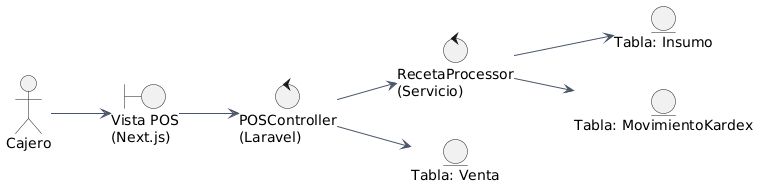 Cajero
Vista POS
(Next.js)
POSController
(Laravel)
RecetaProcessor
(Servicio)
Tabla: Venta
Tabla: Insumo
Tabla: MovimientoKardex